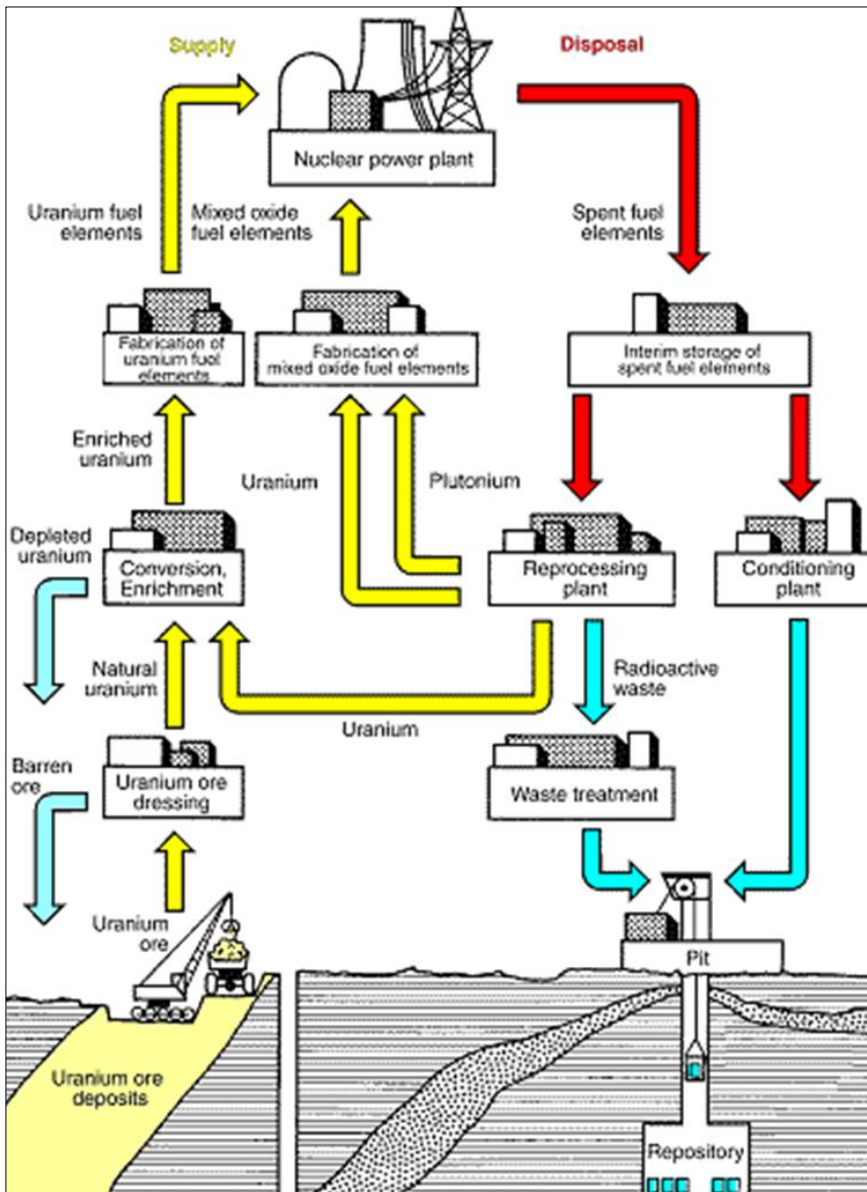 Supply
Disposal
Nuclear power plant
Uranium fuel
elements
Mixed oxide
fuel elements
Spent fuel
elements
Fabrication of
uranium fuel
elements
Fabrication of
mixed oxide fuel elements
Interim storage of
spent fuel elements
Enriched
uranium
Uranium
Plutonium
Depleted
uranium
Conversion,
Enrichment
Reprocessing
plant
Conditioning
plant
Natural
uranium
Uranium
Radioactive
waste
Barren
ore
Uranium ore
dressing
Waste treatment
Uranium
ore
Pit
Uranium ore
deposits
Repository